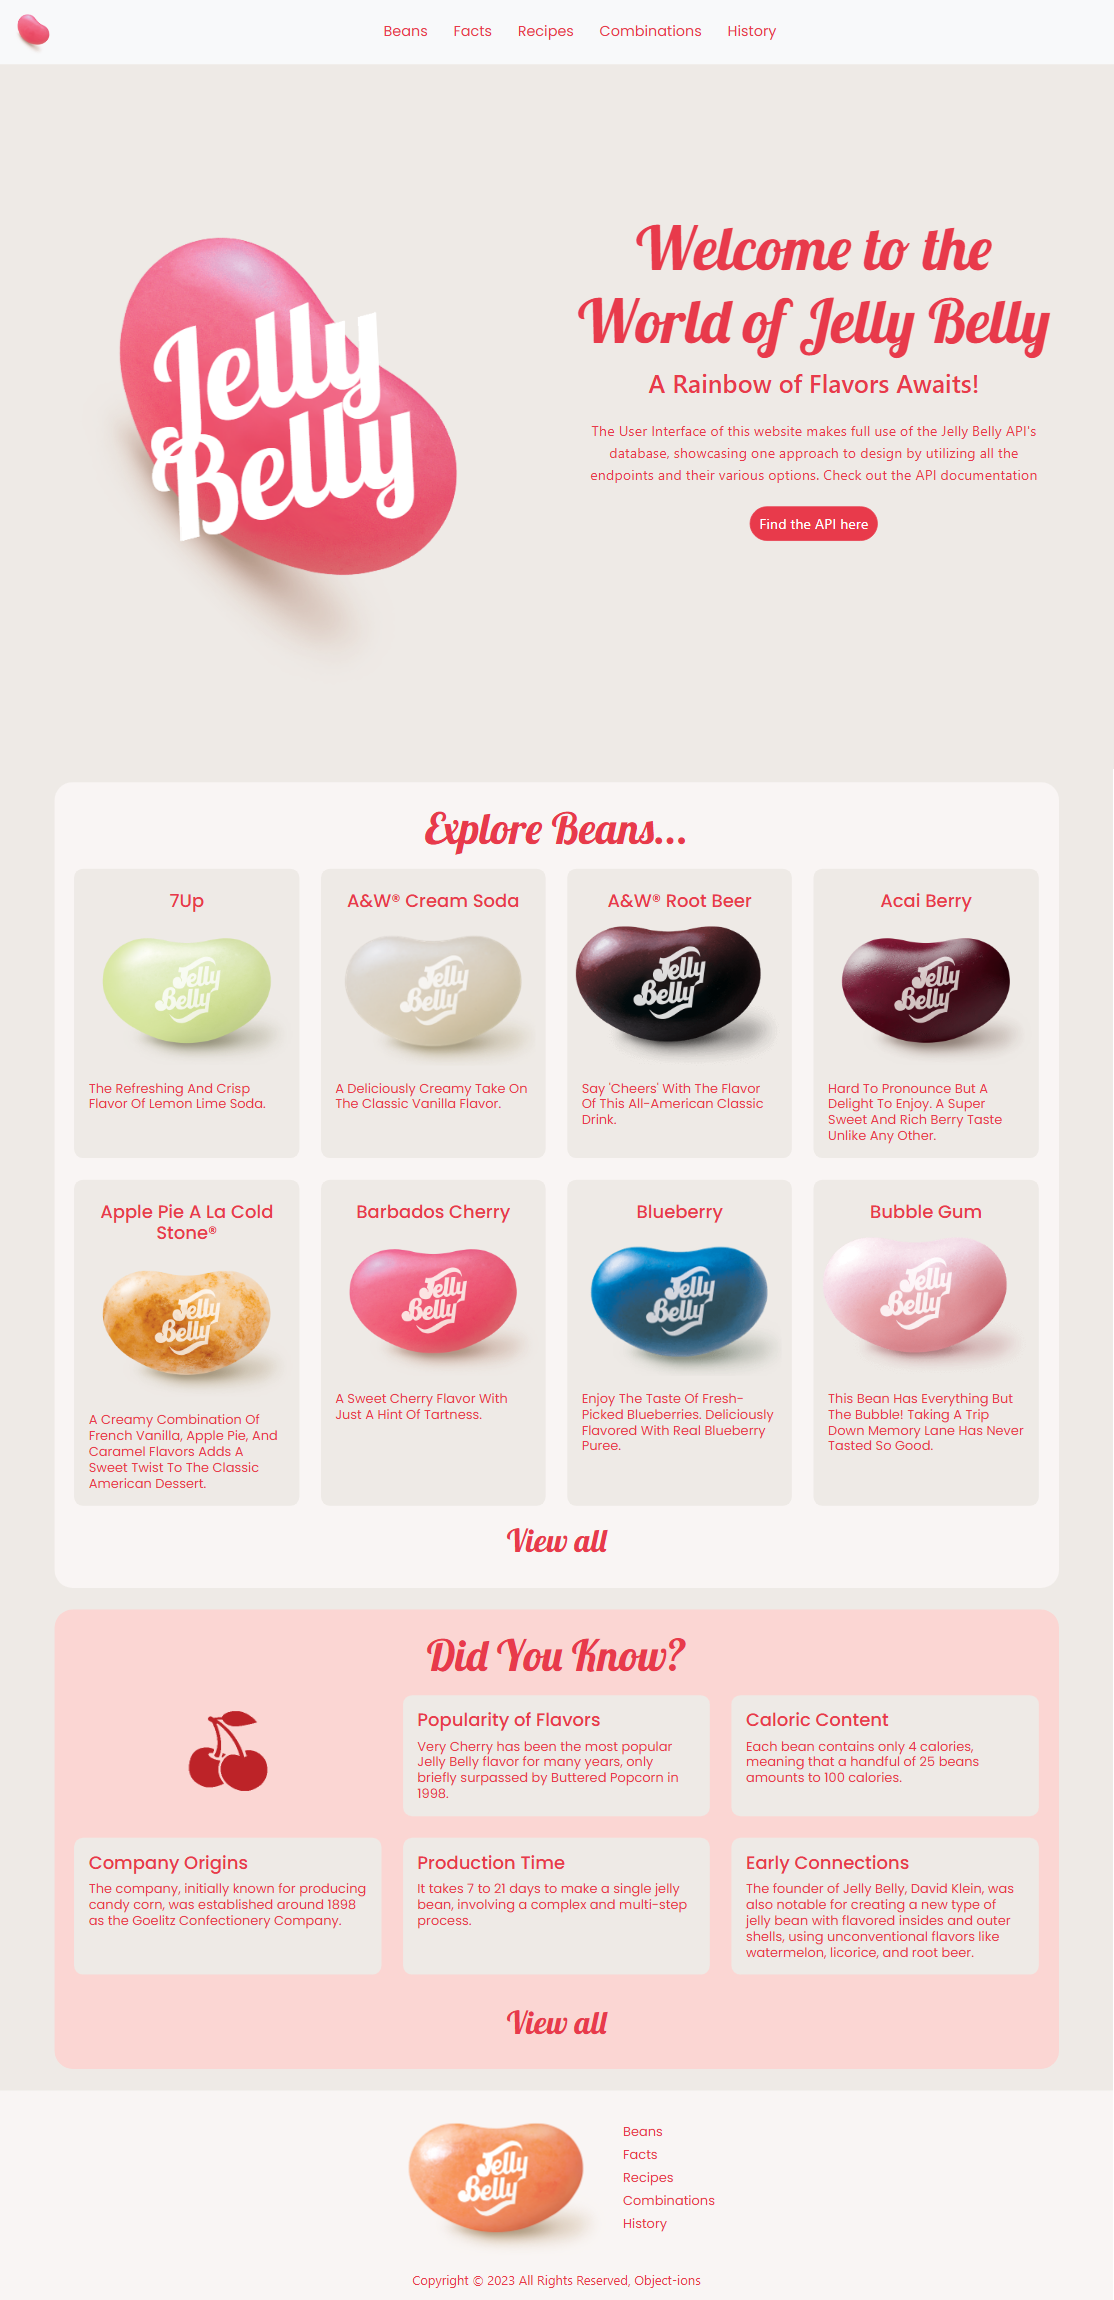 Beans Facts Recipes Combinations History
Welcome to the
World of Jelly Belly
Jelly
Belly
A Rainbow of Flavors Awaits!
The User Interface of this website makes full use of the Jelly Belly API's
database, showcasing one approach to design by utilizing all the
endpoints and their various options. Check out the API documentation
Find the API here
Explore Beans...
7Up
Jelly
Belly
The Refreshing And Crisp
Flavor Of Lemon Lime Soda.
A&W® Cream Soda
Jelly
Belly
A Deliciously Creamy Take On
The Classic Vanilla Flavor.
A&W® Root Beer
Jelly
Belly
Say 'Cheers' With The Flavor
Of This All-American Classic
Drink.
Acai Berry
Jelly
Belly
Hard To Pronounce But A
Delight To Enjoy. A Super
Sweet And Rich Berry Taste
Unlike Any Other.
Apple Pie A La Cold
Stone®
Jelly
Belly
A Creamy Combination Of
French Vanilla, Apple Pie, And
Caramel Flavors Adds A
Sweet Twist To The Classic
American Dessert.
Barbados Cherry
Jelly
Belly
A Sweet Cherry Flavor With
Just A Hint Of Tartness.
Blueberry
Jelly
Belly
Enjoy The Taste Of Fresh-
Picked Blueberries. Deliciously
Flavored With Real Blueberry
Puree.
Bubble Gum
Jelly
Belly
This Bean Has Everything But
The Bubble! Taking A Trip
Down Memory Lane Has Never
Tasted So Good.
View all
Did You Know?
Popularity of Flavors
Very Cherry has been the most popular
Jelly Belly flavor for many years, only
briefly surpassed by Buttered Popcorn in
1998.
Caloric Content
Each bean contains only 4 calories,
meaning that a handful of 25 beans
amounts to 100 calories.
Company Origins
The company, initially known for producing
candy corn, was established around 1898
as the Goelitz Confectionery Company.
Production Time
It takes 7 to 21 days to make a single jelly
bean, involving a complex and multi-step
process.
Early Connections
The founder of Jelly Belly, David Klein, was
also notable for creating a new type of
jelly bean with flavored insides and outer
shells, using unconventional flavors like
watermelon, licorice, and root beer.
View all
Jelly
Belly
Beans
Facts
Recipes
Combinations
History
Copyright © 2023 All Rights Reserved, Object-ions